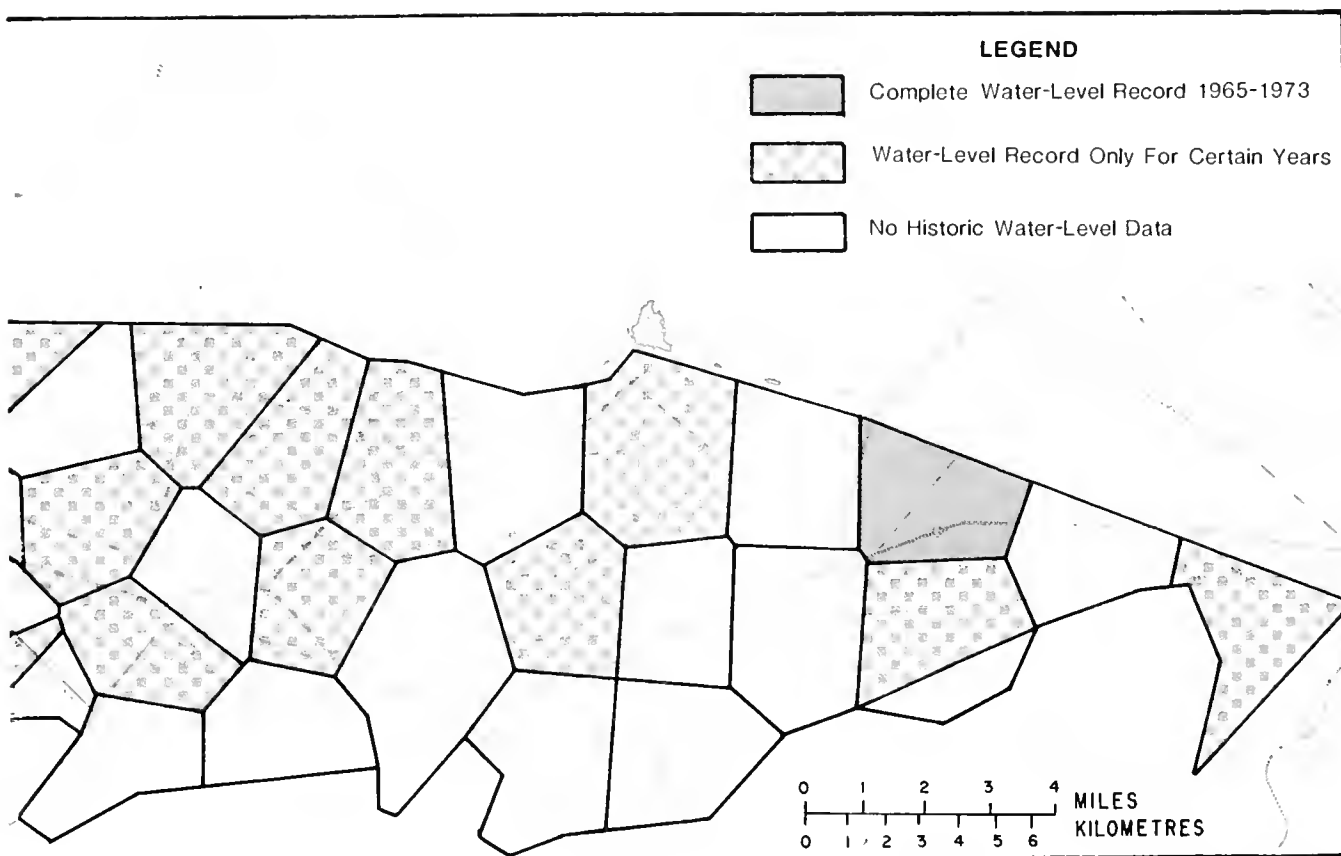 LEGEND
Complete Water-Level Record 1965-1973
Water-Level Record Only For Certain Years
No Historic Water-Level Data
0 1 2 3 4 MILES
0 1 2 3 4 5 6 KILOMETRES